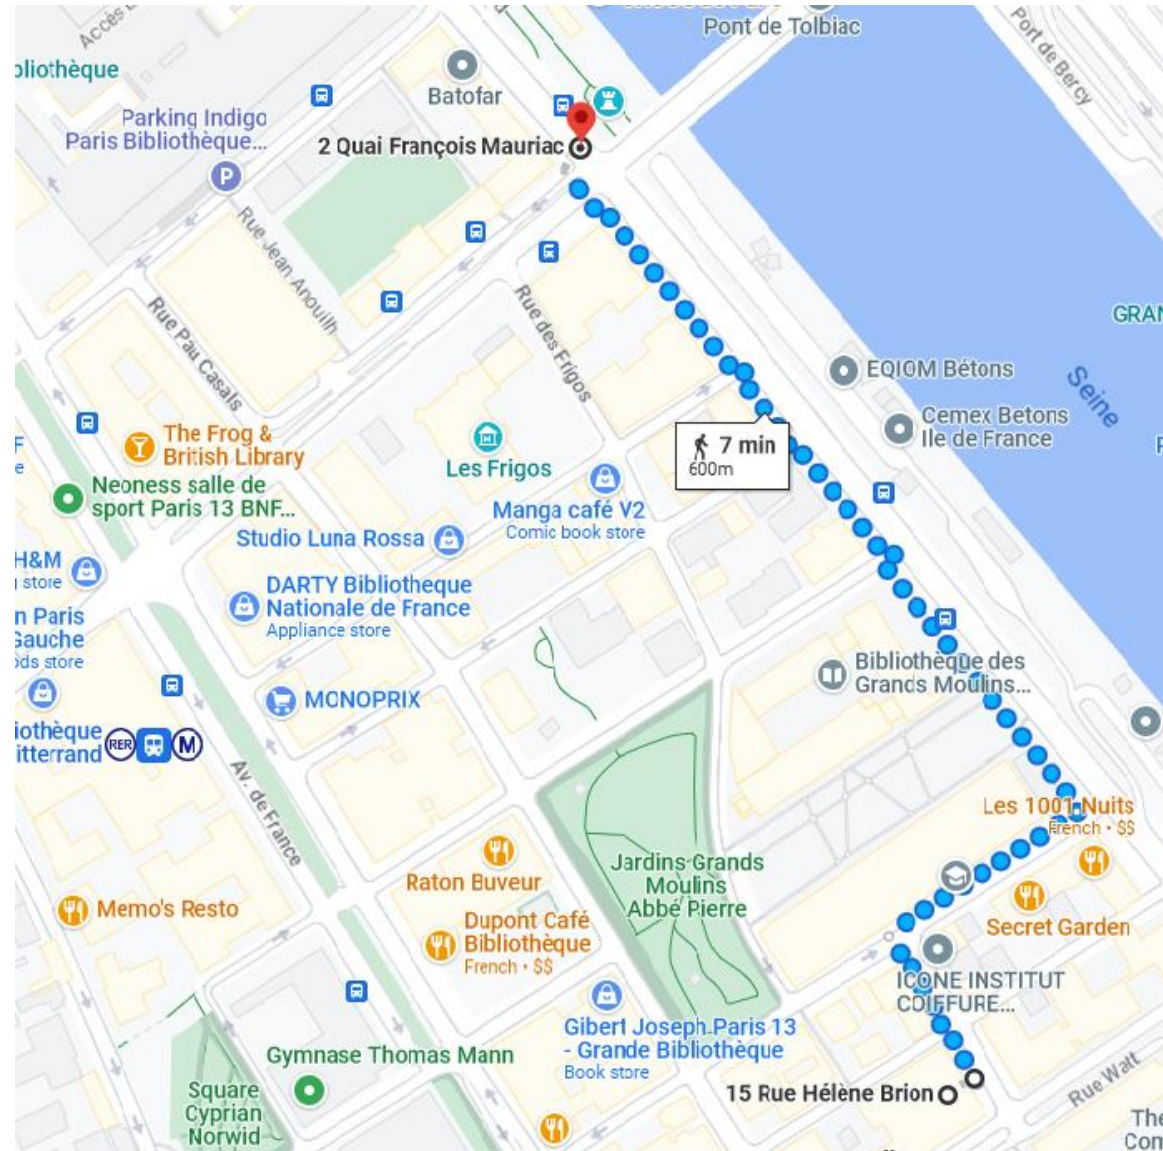 Pont de Tolbiac
Accès
Port de Bercy
bliothèque
Batofar
Parking Indigo
Paris Bibliothèque...
P
2 Quai François Mauriac
Rue Jean Anouilh
Rue des Frigos
Rue Pau Casals
GRAN
Seine
EQIOM Bétons
Cemex Betons
Ile de France
7 min
600m
The Frog &
British Library
Les Frigos
Neoness salle de
sport Paris 13 BNF...
Manga café V2
Comic book store
Studio Luna Rossa
H&M
store
DARTY Bibliotheque
Nationale de France
Appliance store
n Paris
Gauche
ods store
Bibliothèque des
Grands Moulins...
MONOPRIX
iothèque
itterrand
RER
M
Av. de France
Les 1001 Nuits
French • $$
Raton Buveur
Jardins Grands
Moulins
Abbé Pierre
Memo's Resto
Dupont Café
Bibliothèque
French • $$
Secret Garden
ICONE INSTITUT
COIFFURE...
Gibert Joseph Paris 13
- Grande Bibliothèque
Book store
Gymnase Thomas Mann
15 Rue Hélène Brion
Rue Watt
Square
Cyprian
Norwid
The
Com